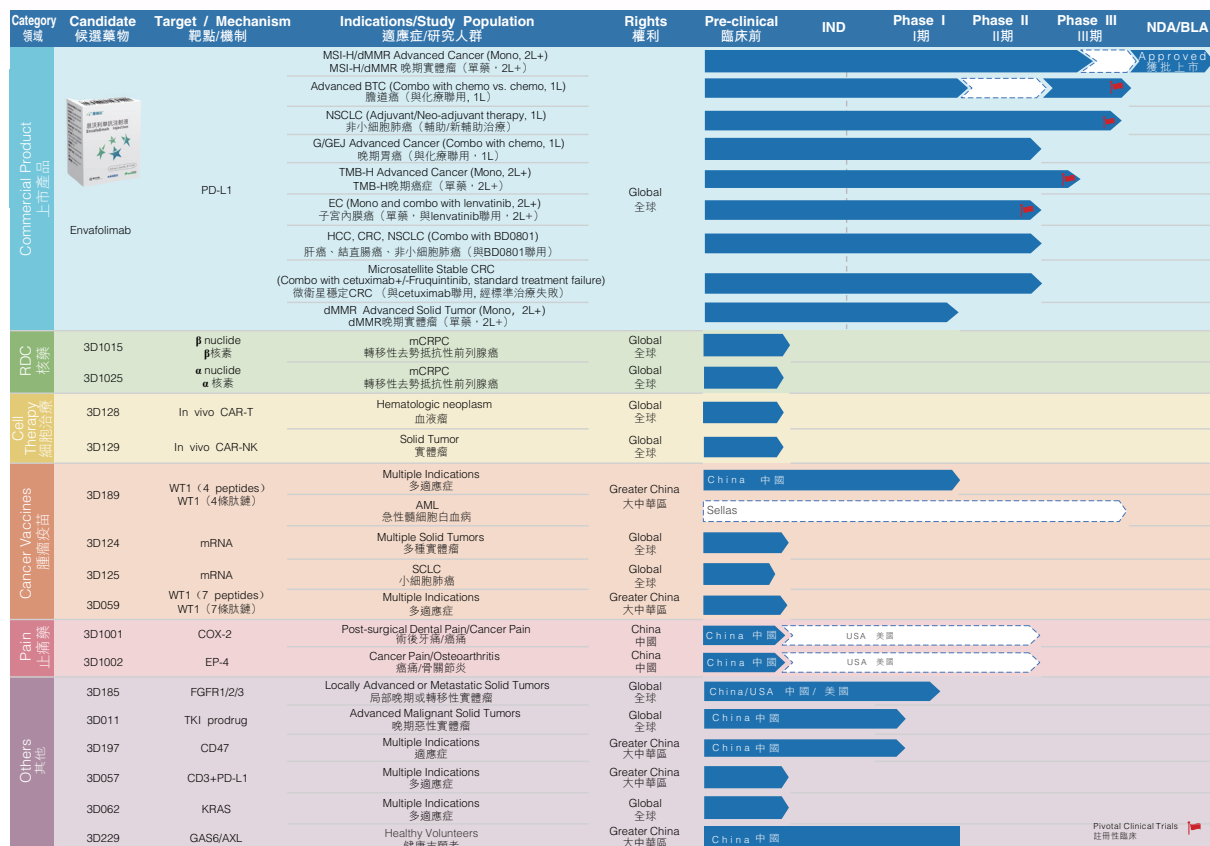 Category
領域
Candidate
候選藥物
Target / Mechanism
靶點/機制
Indications/Study Population
適應症/研究人群
Rights
權利
Pre-clinical
臨床前
IND
Phase I
I期
Phase II
II期
Phase III
III期
NDA/BLA
Commercial Product
上市產品
Envafolimab
PD-L1
MSI-H/dMMR Advanced Cancer (Mono, 2L+)
MSI-H/dMMR 晚期實體瘤（單藥，2L+）
Approved
獲批上市
Advanced BTC (Combo with chemo vs. chemo, 1L)
膽道癌（與化療聯用, 1L）
NSCLC (Adjuvant/Neo-adjuvant therapy, 1L)
非小細胞肺癌（輔助/新輔助治療）
G/GEJ Advanced Cancer (Combo with chemo, 1L)
晚期胃癌（與化療聯用，1L）
TMB-H Advanced Cancer (Mono, 2L+)
TMB-H晚期癌症（單藥，2L+）
Global
全球
EC (Mono and combo with lenvatinib, 2L+)
子宮內膜癌（單藥，與lenvatinib聯用，2L+）
HCC, CRC, NSCLC (Combo with BD0801)
肝癌、結直腸癌、非小細胞肺癌（與BD0801聯用）
Microsatellite Stable CRC
(Combo with cetuximab+/-Fruquintinib, standard treatment failure)
微衛星穩定CRC （與cetuximab聯用, 經標準治療失敗）
dMMR Advanced Solid Tumor (Mono, 2L+)
dMMR晚期實體瘤（單藥，2L+）
RDC
核藥
3D1015
β nuclide
β核素
mCRPC
轉移性去勢抵抗性前列腺癌
Global
全球
3D1025
α nuclide
α 核素
mCRPC
轉移性去勢抵抗性前列腺癌
Global
全球
Cell
Therapy
細胞治療
3D128
In vivo CAR-T
Hematologic neoplasm
血液瘤
Global
全球
3D129
In vivo CAR-NK
Solid Tumor
實體瘤
Global
全球
Cancer Vaccines
腫瘤疫苗
3D189
WT1（4 peptides）
WT1（4條肽鏈）
Multiple Indications
多適應症
Greater China
大中華區
China 中國
AML
急性髓細胞白血病
Sellas
3D124
mRNA
Multiple Solid Tumors
多種實體瘤
Global
全球
3D125
mRNA
SCLC
小細胞肺癌
Global
全球
3D059
WT1（7 peptides）
WT1（7條肽鏈）
Multiple Indications
多適應症
Greater China
大中華區
Pain
止痛藥
3D1001
COX-2
Post-surgical Dental Pain/Cancer Pain
術後牙痛/癌痛
China
中國
China 中國
USA 美國
3D1002
EP-4
Cancer Pain/Osteoarthritis
癌痛/骨關節炎
China
中國
China 中國
USA 美國
Others
其他
3D185
FGFR1/2/3
Locally Advanced or Metastatic Solid Tumors
局部晚期或轉移性實體瘤
Global
全球
China/USA 中國/ 美國
3D011
TKI prodrug
Advanced Malignant Solid Tumors
晚期惡性實體瘤
Global
全球
China 中國
3D197
CD47
Multiple Indications
適應症
Greater China
大中華區
China 中國
3D057
CD3+PD-L1
Multiple Indications
多適應症
Greater China
大中華區
3D062
KRAS
Multiple Indications
多適應症
Global
全球
3D229
GAS6/AXL
Healthy Volunteers
健康志願者
Greater China
大中華區
China 中國
Pivotal Clinical Trials
註冊性臨床